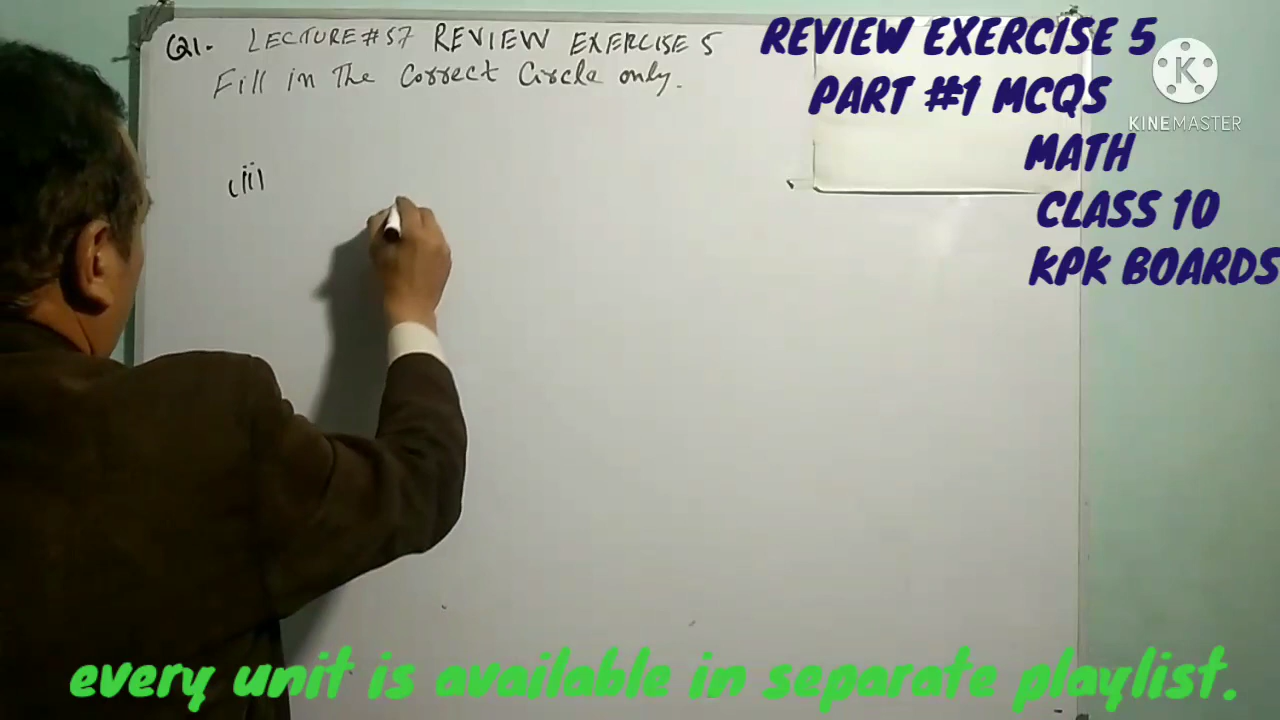 Q1. LECTURE #57 REVIEW EXERCISE 5
Fill in The Correct Circle only.
(ii)
REVIEW EXERCISE 5
PART #1 MCQS
MATH
CLASS 10
KPK BOARDS
K
KINEMASTER
every unit is available in separate playlist.